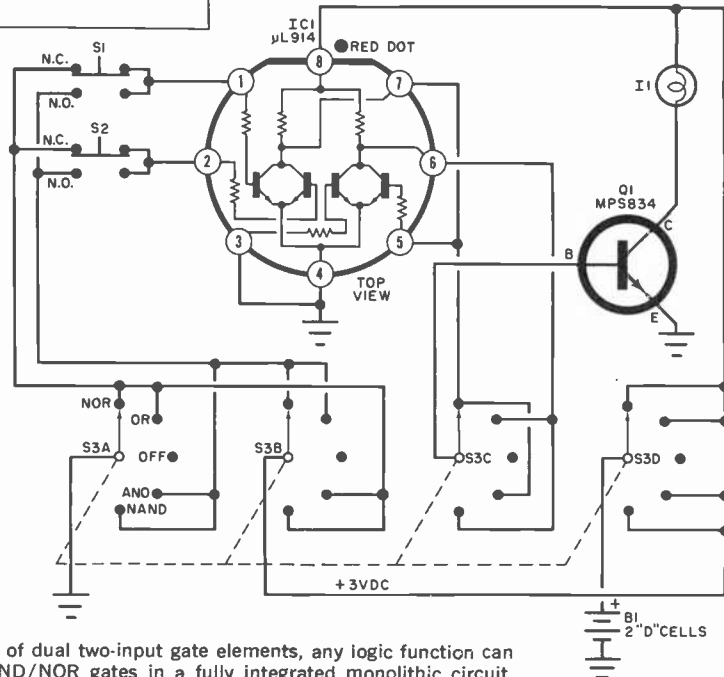 IC1
µL914
RED DOT
S1
N.C.
N.O.
S2
N.C.
N.O.
1
2
3
4
5
6
7
8
TOP
VIEW
I1
Q1
MPS834
B
C
E
NOR
OR
S3A
OFF
ANO
NAND
S3B
S3C
S3D
+3VDC
+
B1
2"D"CELLS
of dual two-input gate elements, any logic function can
ND/NOR gates in a fully integrated monolithic circuit